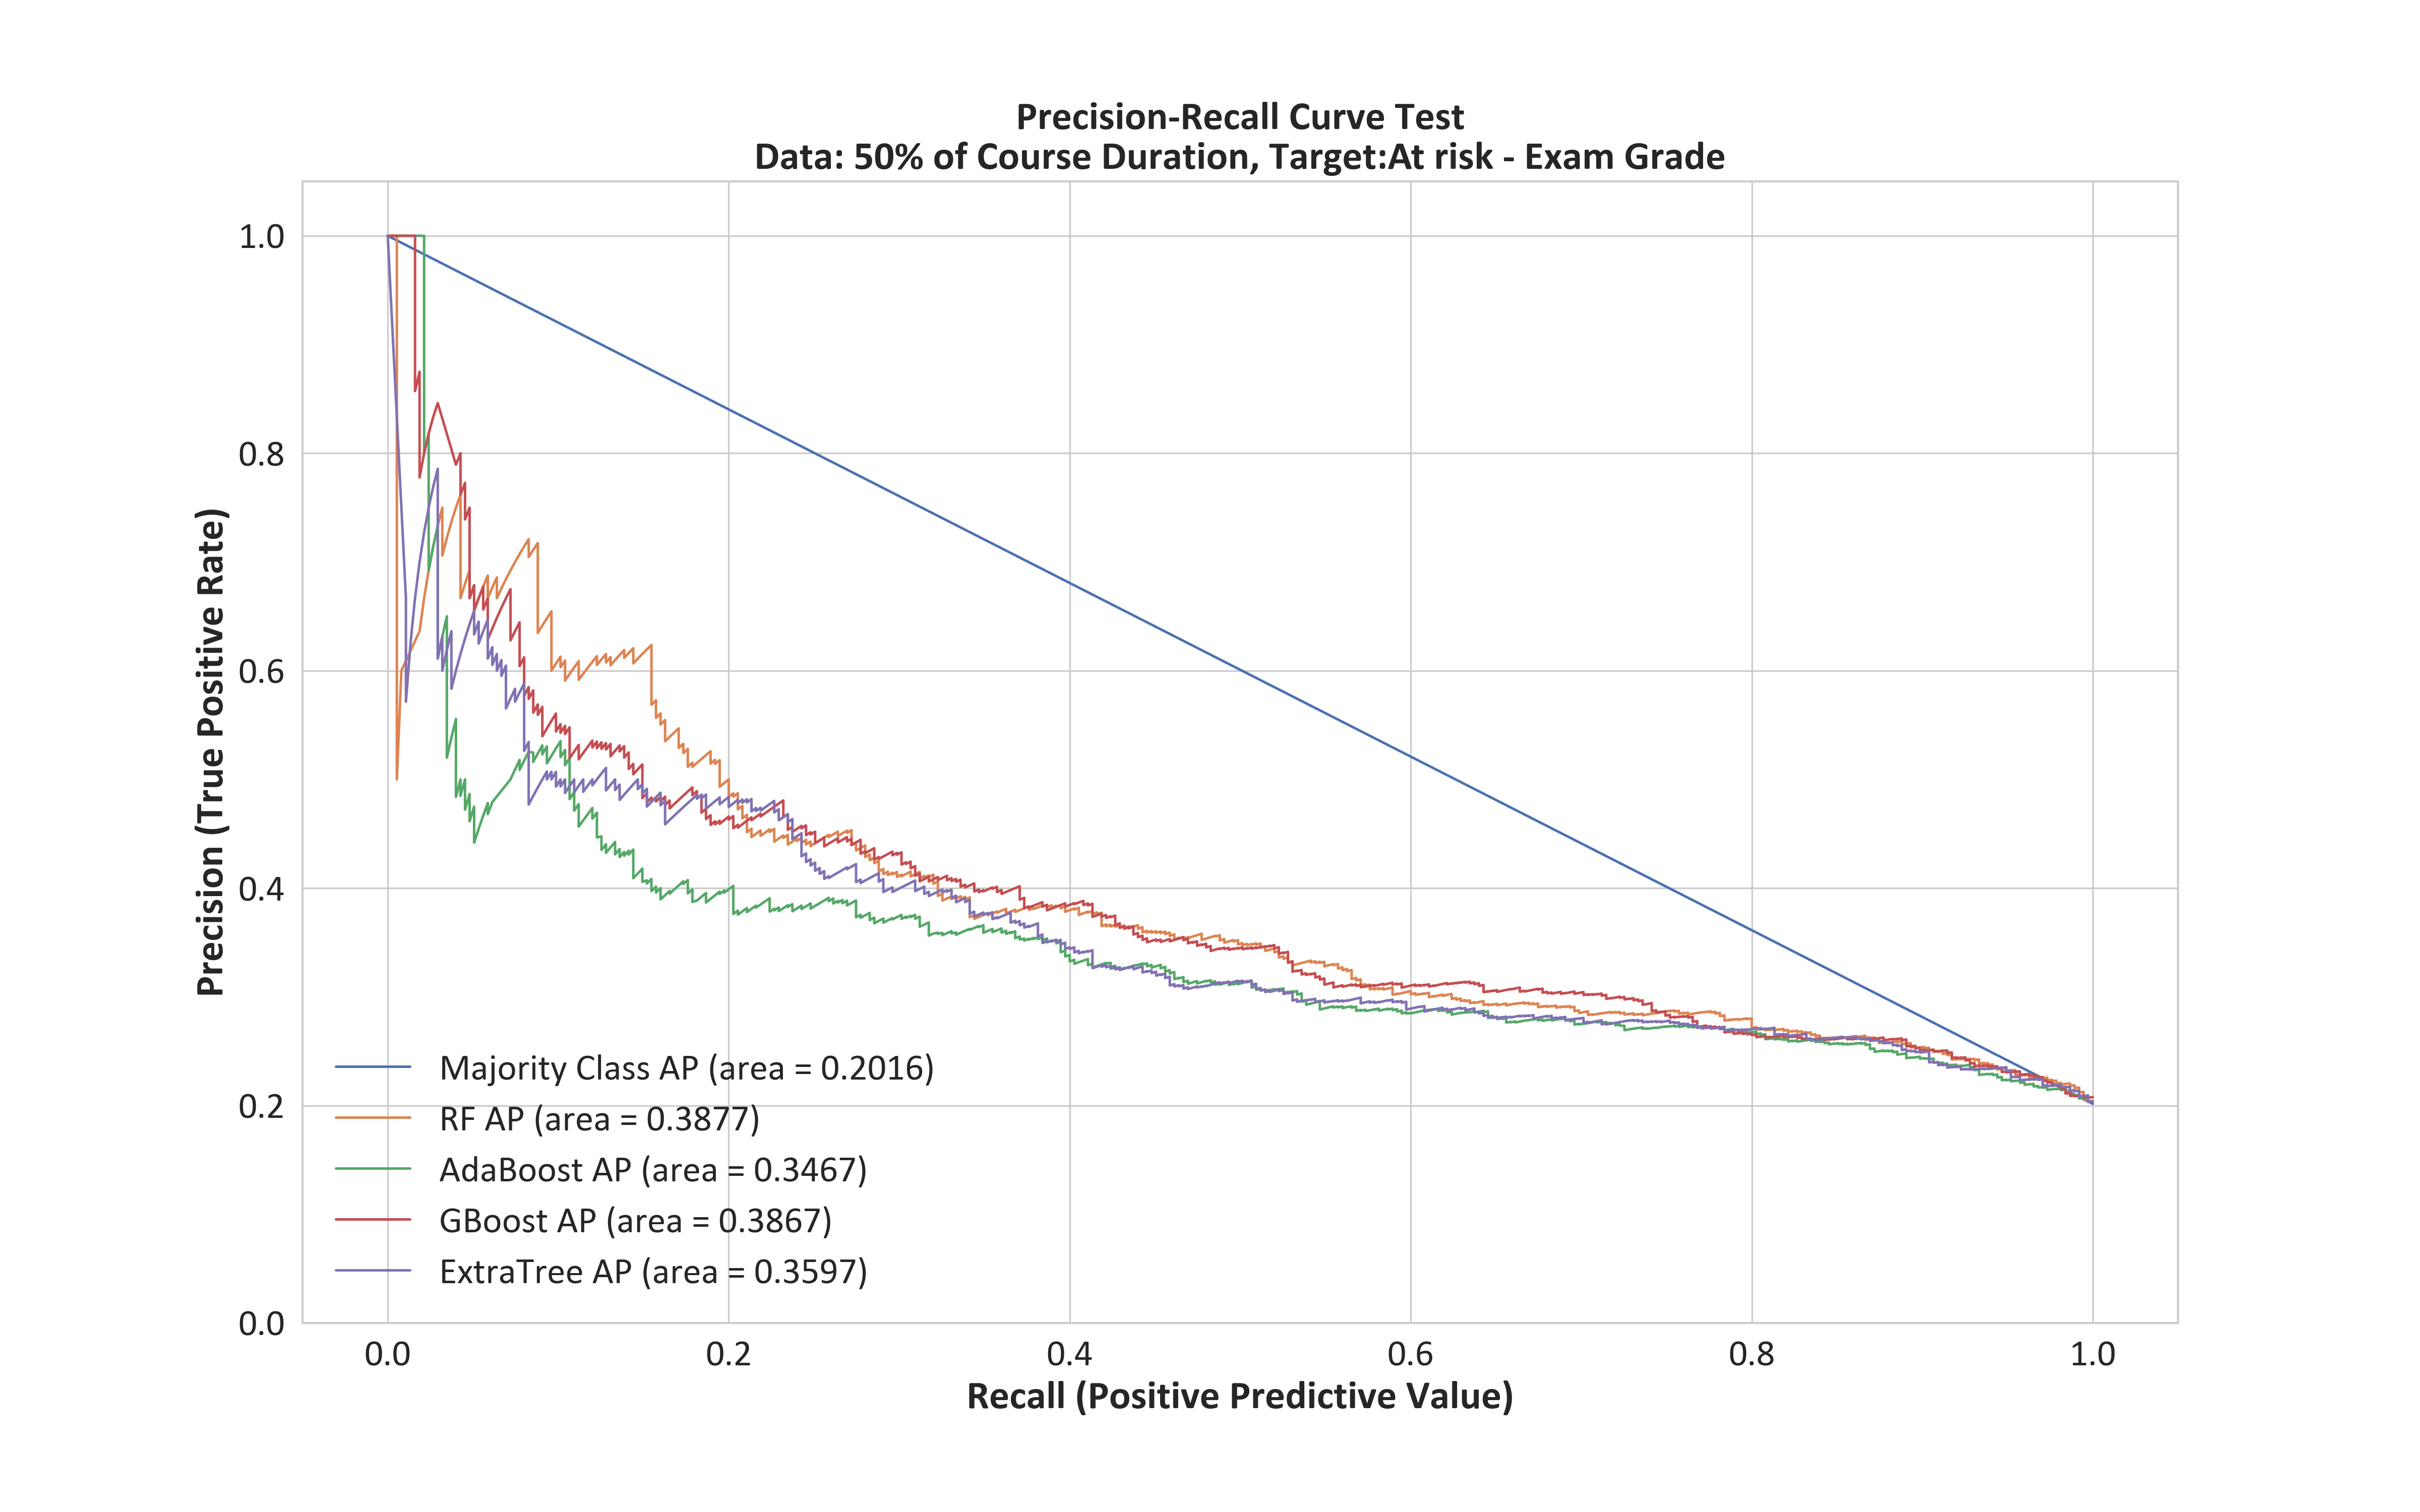 Precision-Recall Curve Test
Data: 50% of Course Duration, Target:At risk - Exam Grade
Precision (True Positive Rate)
1.0
0.8
0.6
0.4
0.2
0.0
Majority Class AP (area = 0.2016)
RF AP (area = 0.3877)
AdaBoost AP (area = 0.3467)
GBoost AP (area = 0.3867)
ExtraTree AP (area = 0.3597)
0.0 0.2 0.4 0.6 0.8 1.0
Recall (Positive Predictive Value)